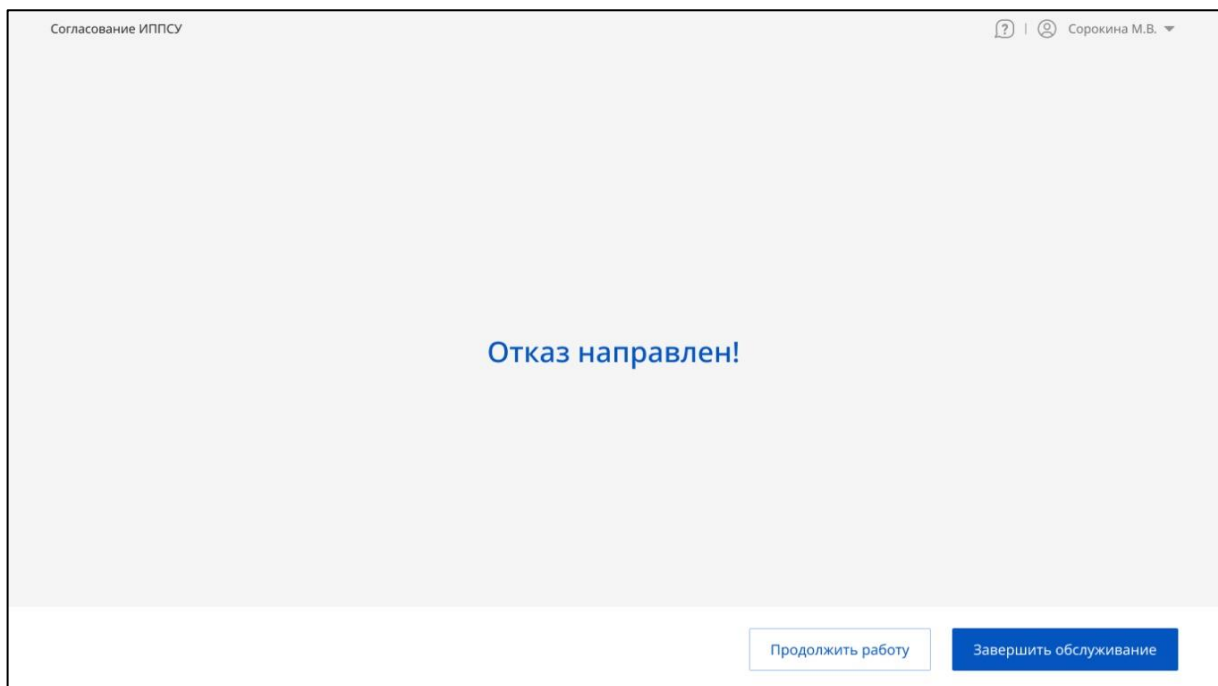 Согласование ИППСУ
? | Сорокина М.В.
Отказ направлен!
Продолжить работу
Завершить обслуживание